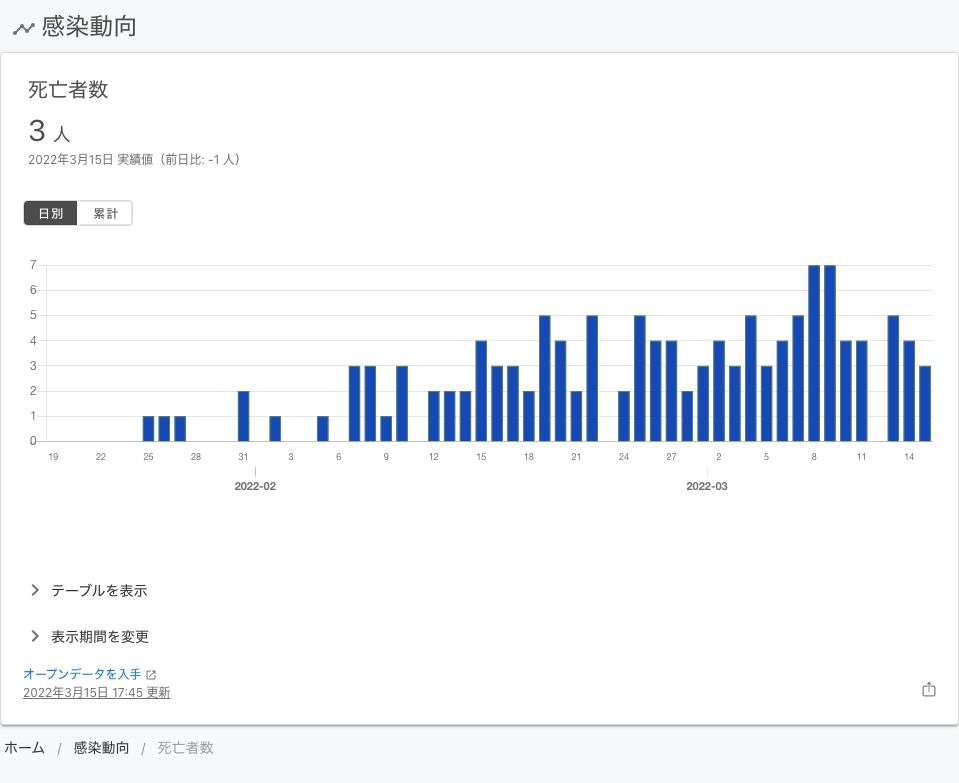 感染動向
死亡者数
3 人
2022年3月15日 実績値（前日比: -1 人）
日別 累計
7
6
5
4
3
2
1
0
19 22 25 28 31 3 6 9 12 15 18 21 24 27 2 5 8 11 14
2022-02 2022-03
テーブルを表示
表示期間を変更
オープンデータを入手
2022年3月15日 17:45 更新
ホーム / 感染動向 / 死亡者数